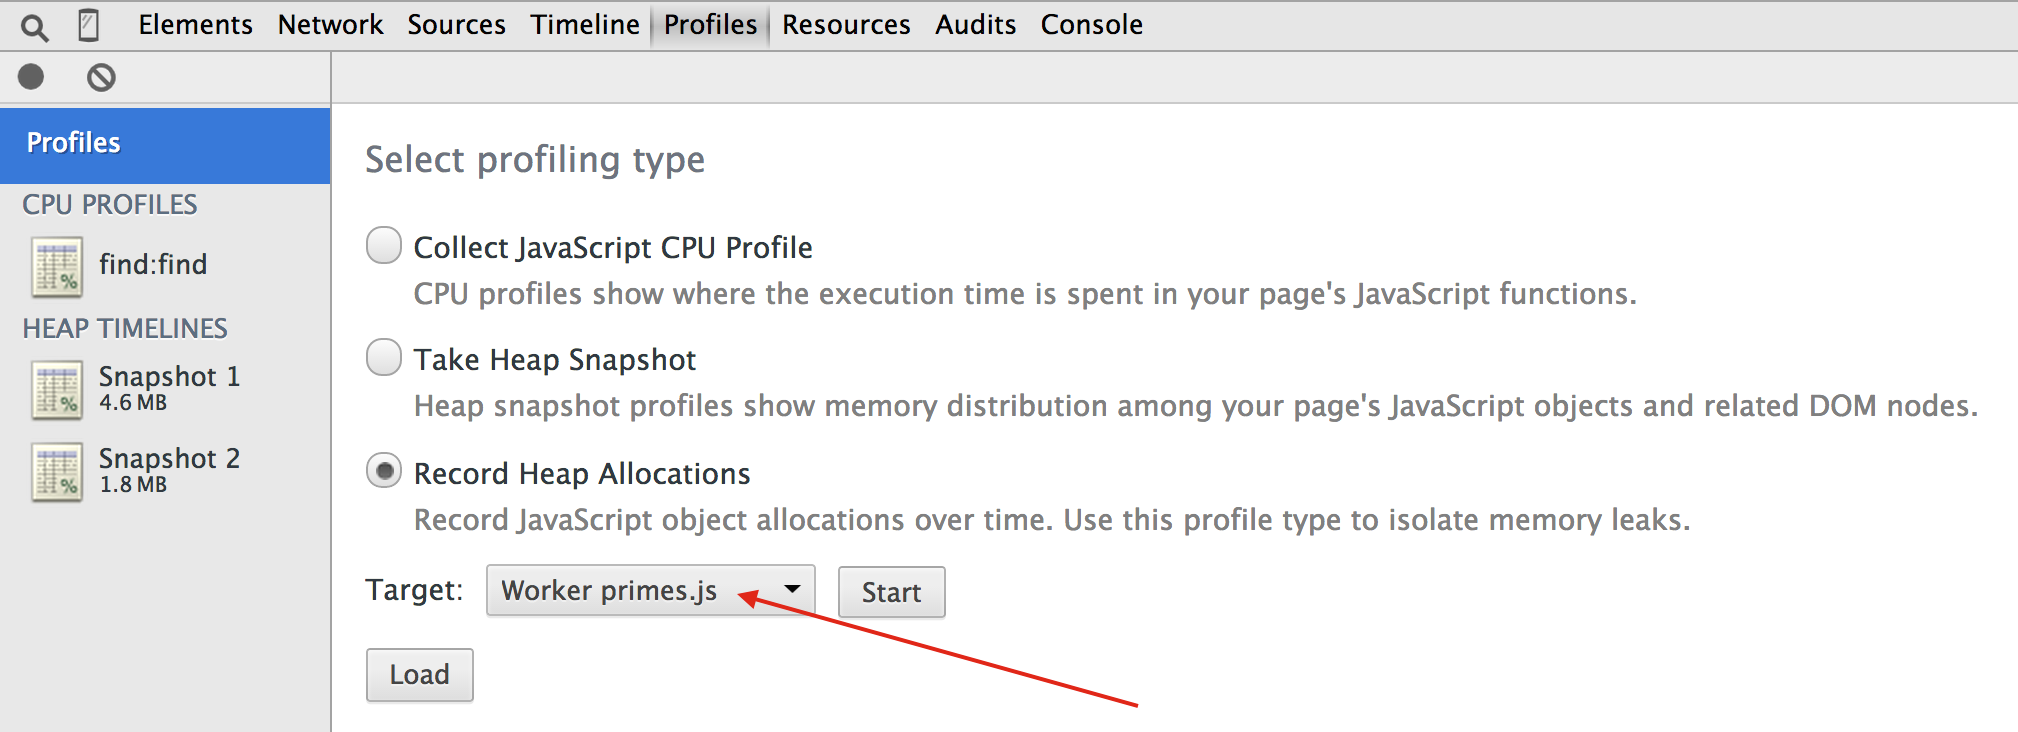 Elements Network Sources Timeline Profiles Resources Audits Console
Profiles
CPU PROFILES
find:find
HEAP TIMELINES
Snapshot 1
4.6 MB
Snapshot 2
1.8 MB
Select profiling type
Collect JavaScript CPU Profile
CPU profiles show where the execution time is spent in your page's JavaScript functions.
Take Heap Snapshot
Heap snapshot profiles show memory distribution among your page's JavaScript objects and related DOM nodes.
Record Heap Allocations
Record JavaScript object allocations over time. Use this profile type to isolate memory leaks.
Target: Worker primes.js Start
Load